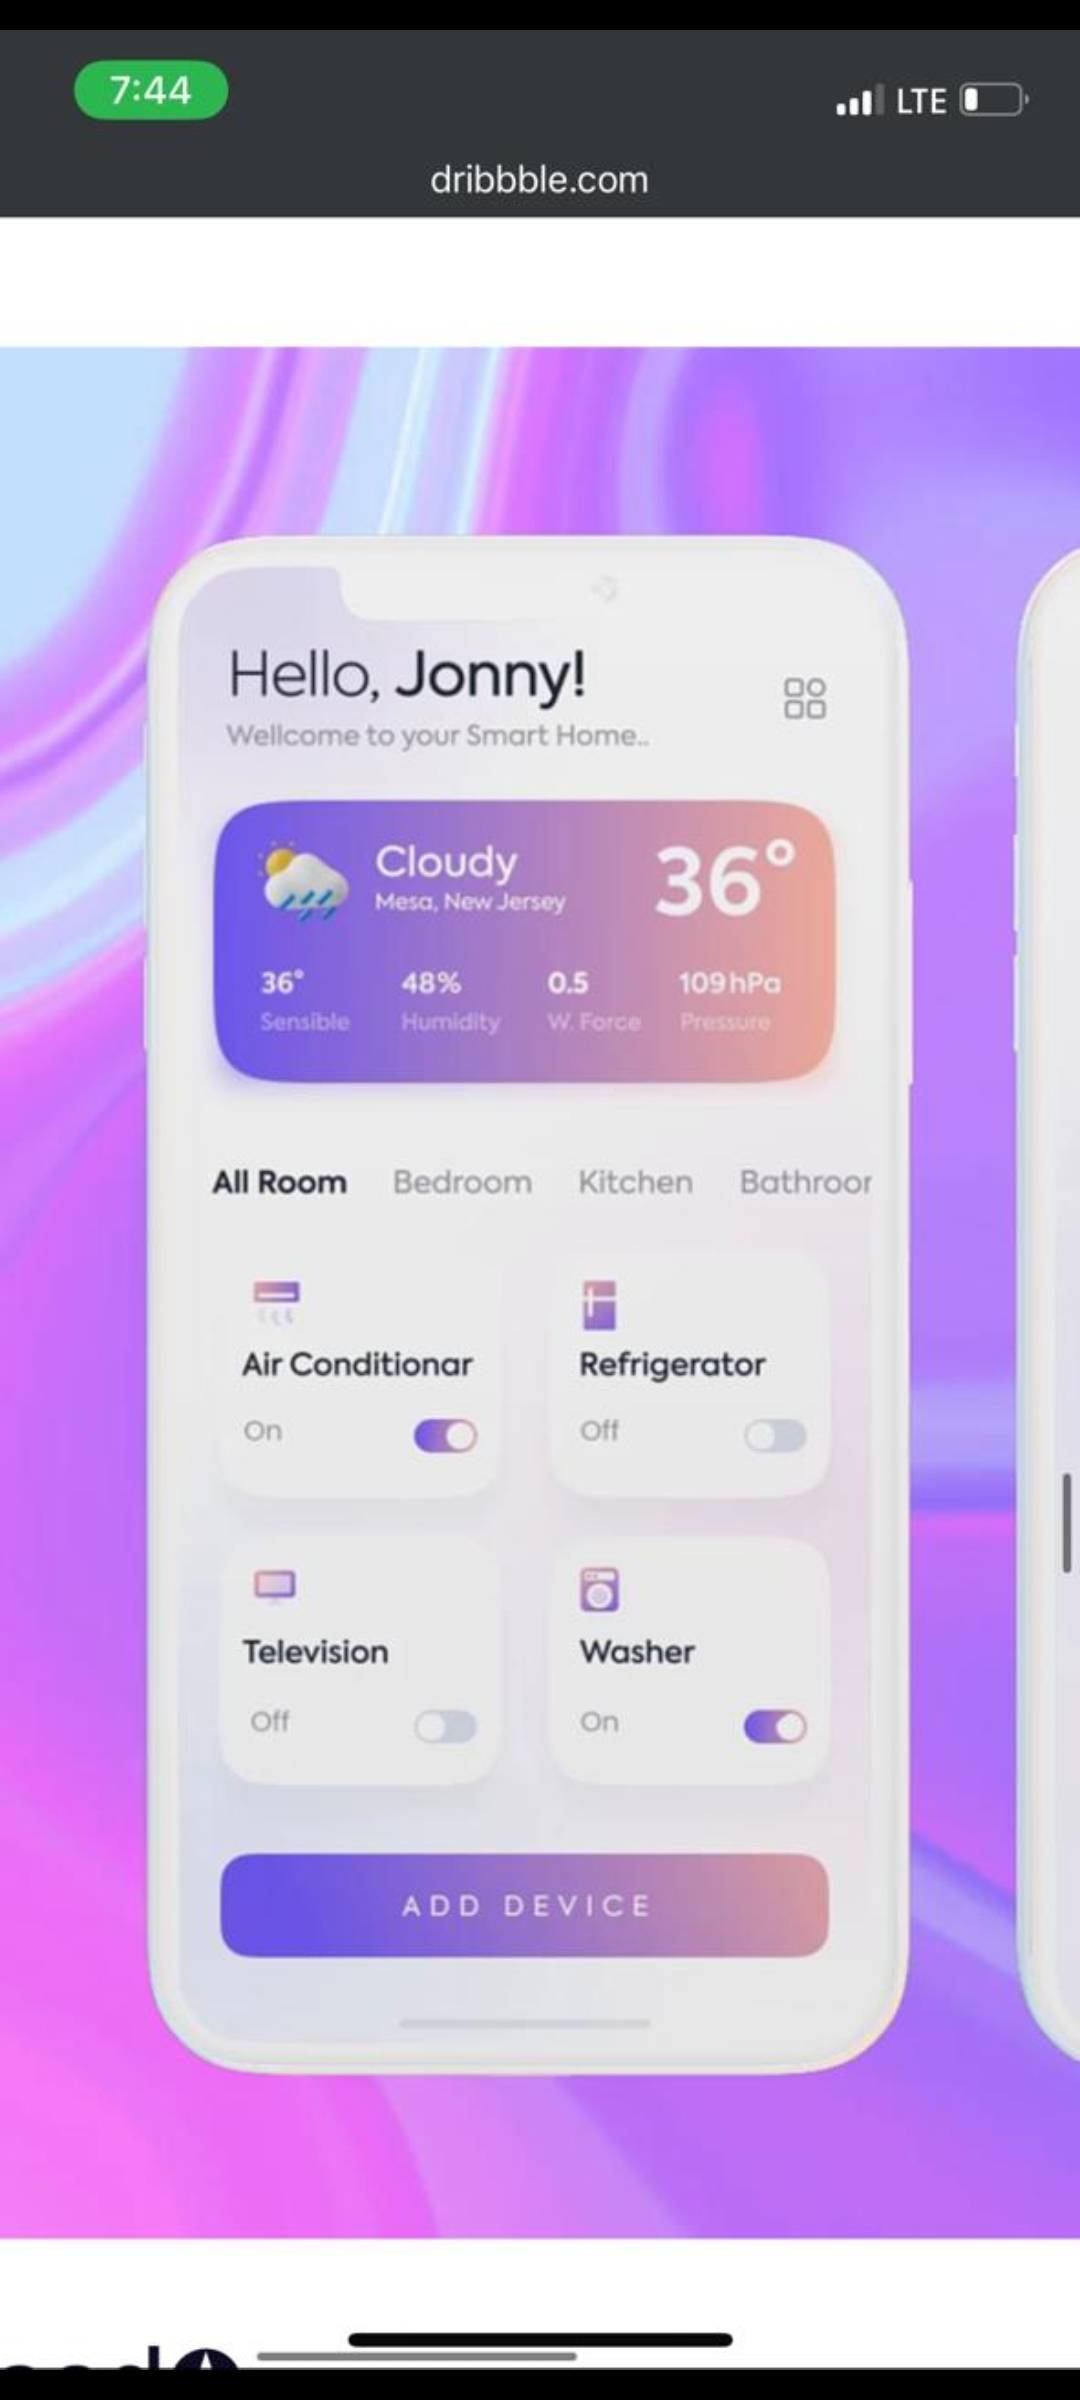 7:44
LTE
dribbble.com
Hello, Jonny!
Wellcome to your Smart Home..
Cloudy
Mesa, New Jersey
36°
36° 48% 0.5 109 hPa
Sensible Humidity W. Force Pressure
All Room Bedroom Kitchen Bathroor
Air Conditionar
On
Refrigerator
Off
Television
Off
Washer
On
ADD DEVICE